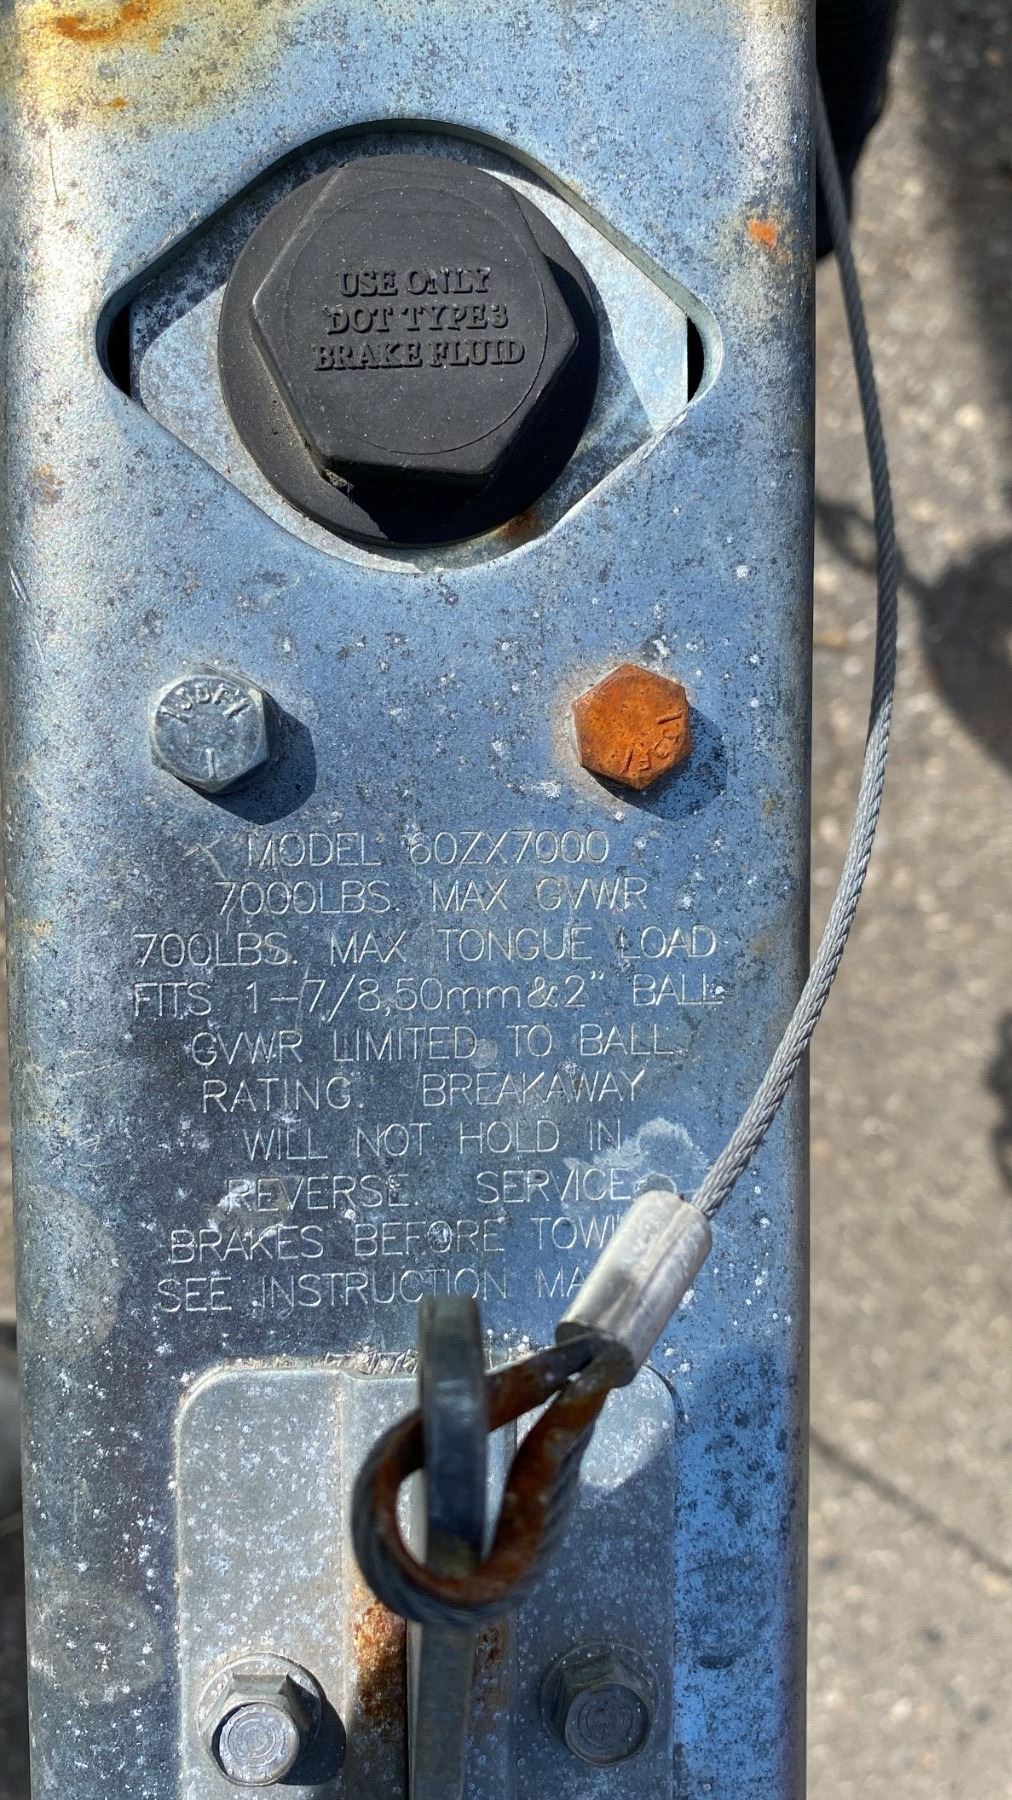 USE ONLY
DOT TYPE 3
BRAKE FLUID
MODEL 60ZX7000
7000LBS. MAX GVWR
700LBS. MAX TONGUE LOAD
FITS 1-7/8,50mm&2" BALL.
GVWR LIMITED TO BALL
RATING. BREAKAWAY
WILL NOT HOLD IN
REVERSE. SERVICE
BRAKES BEFORE
SEE INSTRUCTION